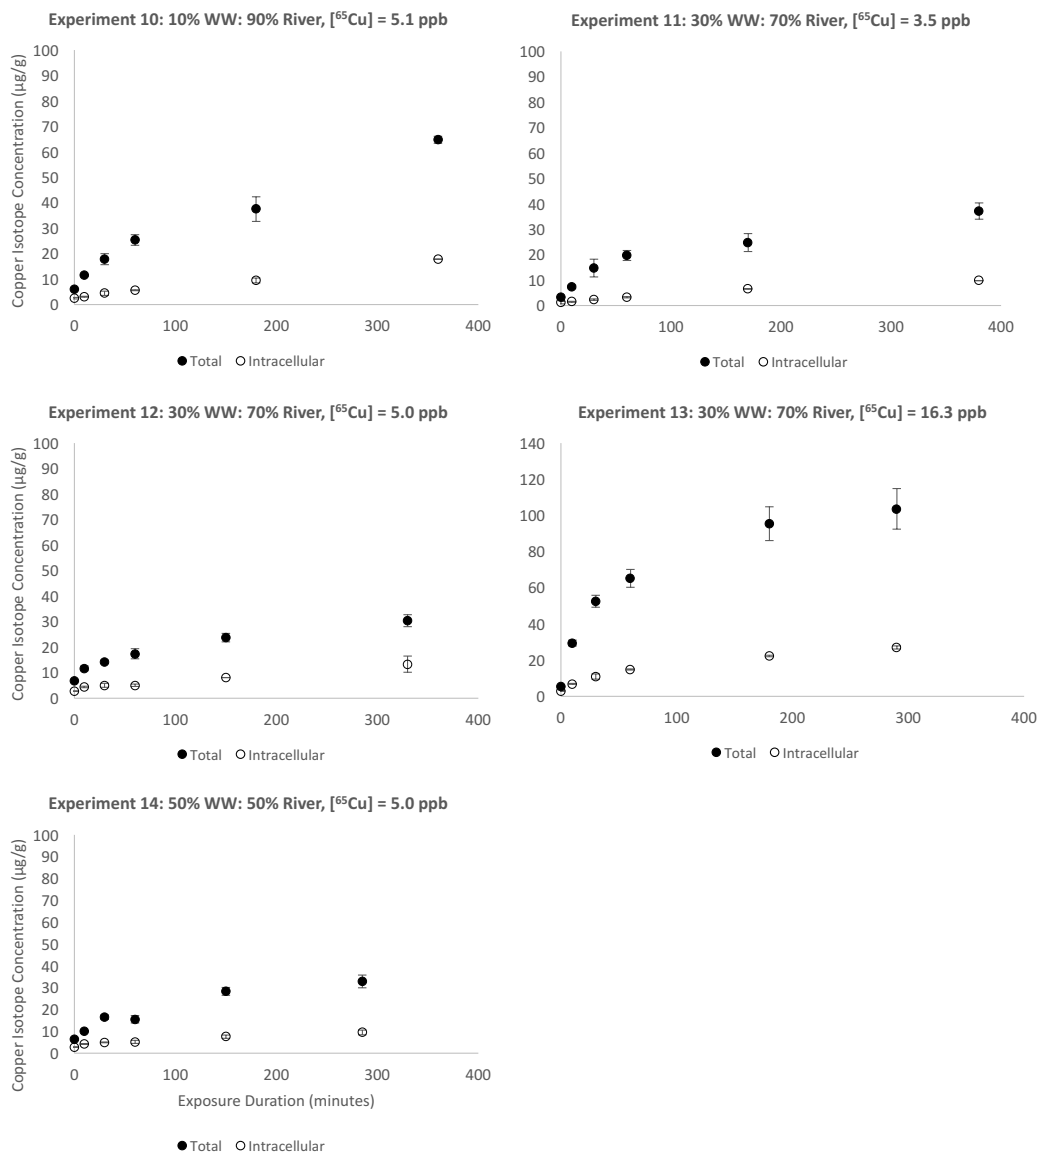 Experiment 10: 10% WW: 90% River, [⁶⁵Cu] = 5.1 ppb
Copper Isotope Concentration (µg/g)
100
90
80
70
60
50
40
30
20
10
0
0 100 200 300 400
Total Intracellular
Experiment 11: 30% WW: 70% River, [⁶⁵Cu] = 3.5 ppb
100
90
80
70
60
50
40
30
20
10
0
0 100 200 300 400
Total Intracellular
Experiment 12: 30% WW: 70% River, [⁶⁵Cu] = 5.0 ppb
Copper Isotope Concentration (µg/g)
100
90
80
70
60
50
40
30
20
10
0
0 100 200 300 400
Total Intracellular
Experiment 13: 30% WW: 70% River, [⁶⁵Cu] = 16.3 ppb
140
120
100
80
60
40
20
0
0 100 200 300 400
Total Intracellular
Experiment 14: 50% WW: 50% River, [⁶⁵Cu] = 5.0 ppb
Copper Isotope Concentration (µg/g)
100
90
80
70
60
50
40
30
20
10
0
0 100 200 300 400
Exposure Duration (minutes)
Total Intracellular